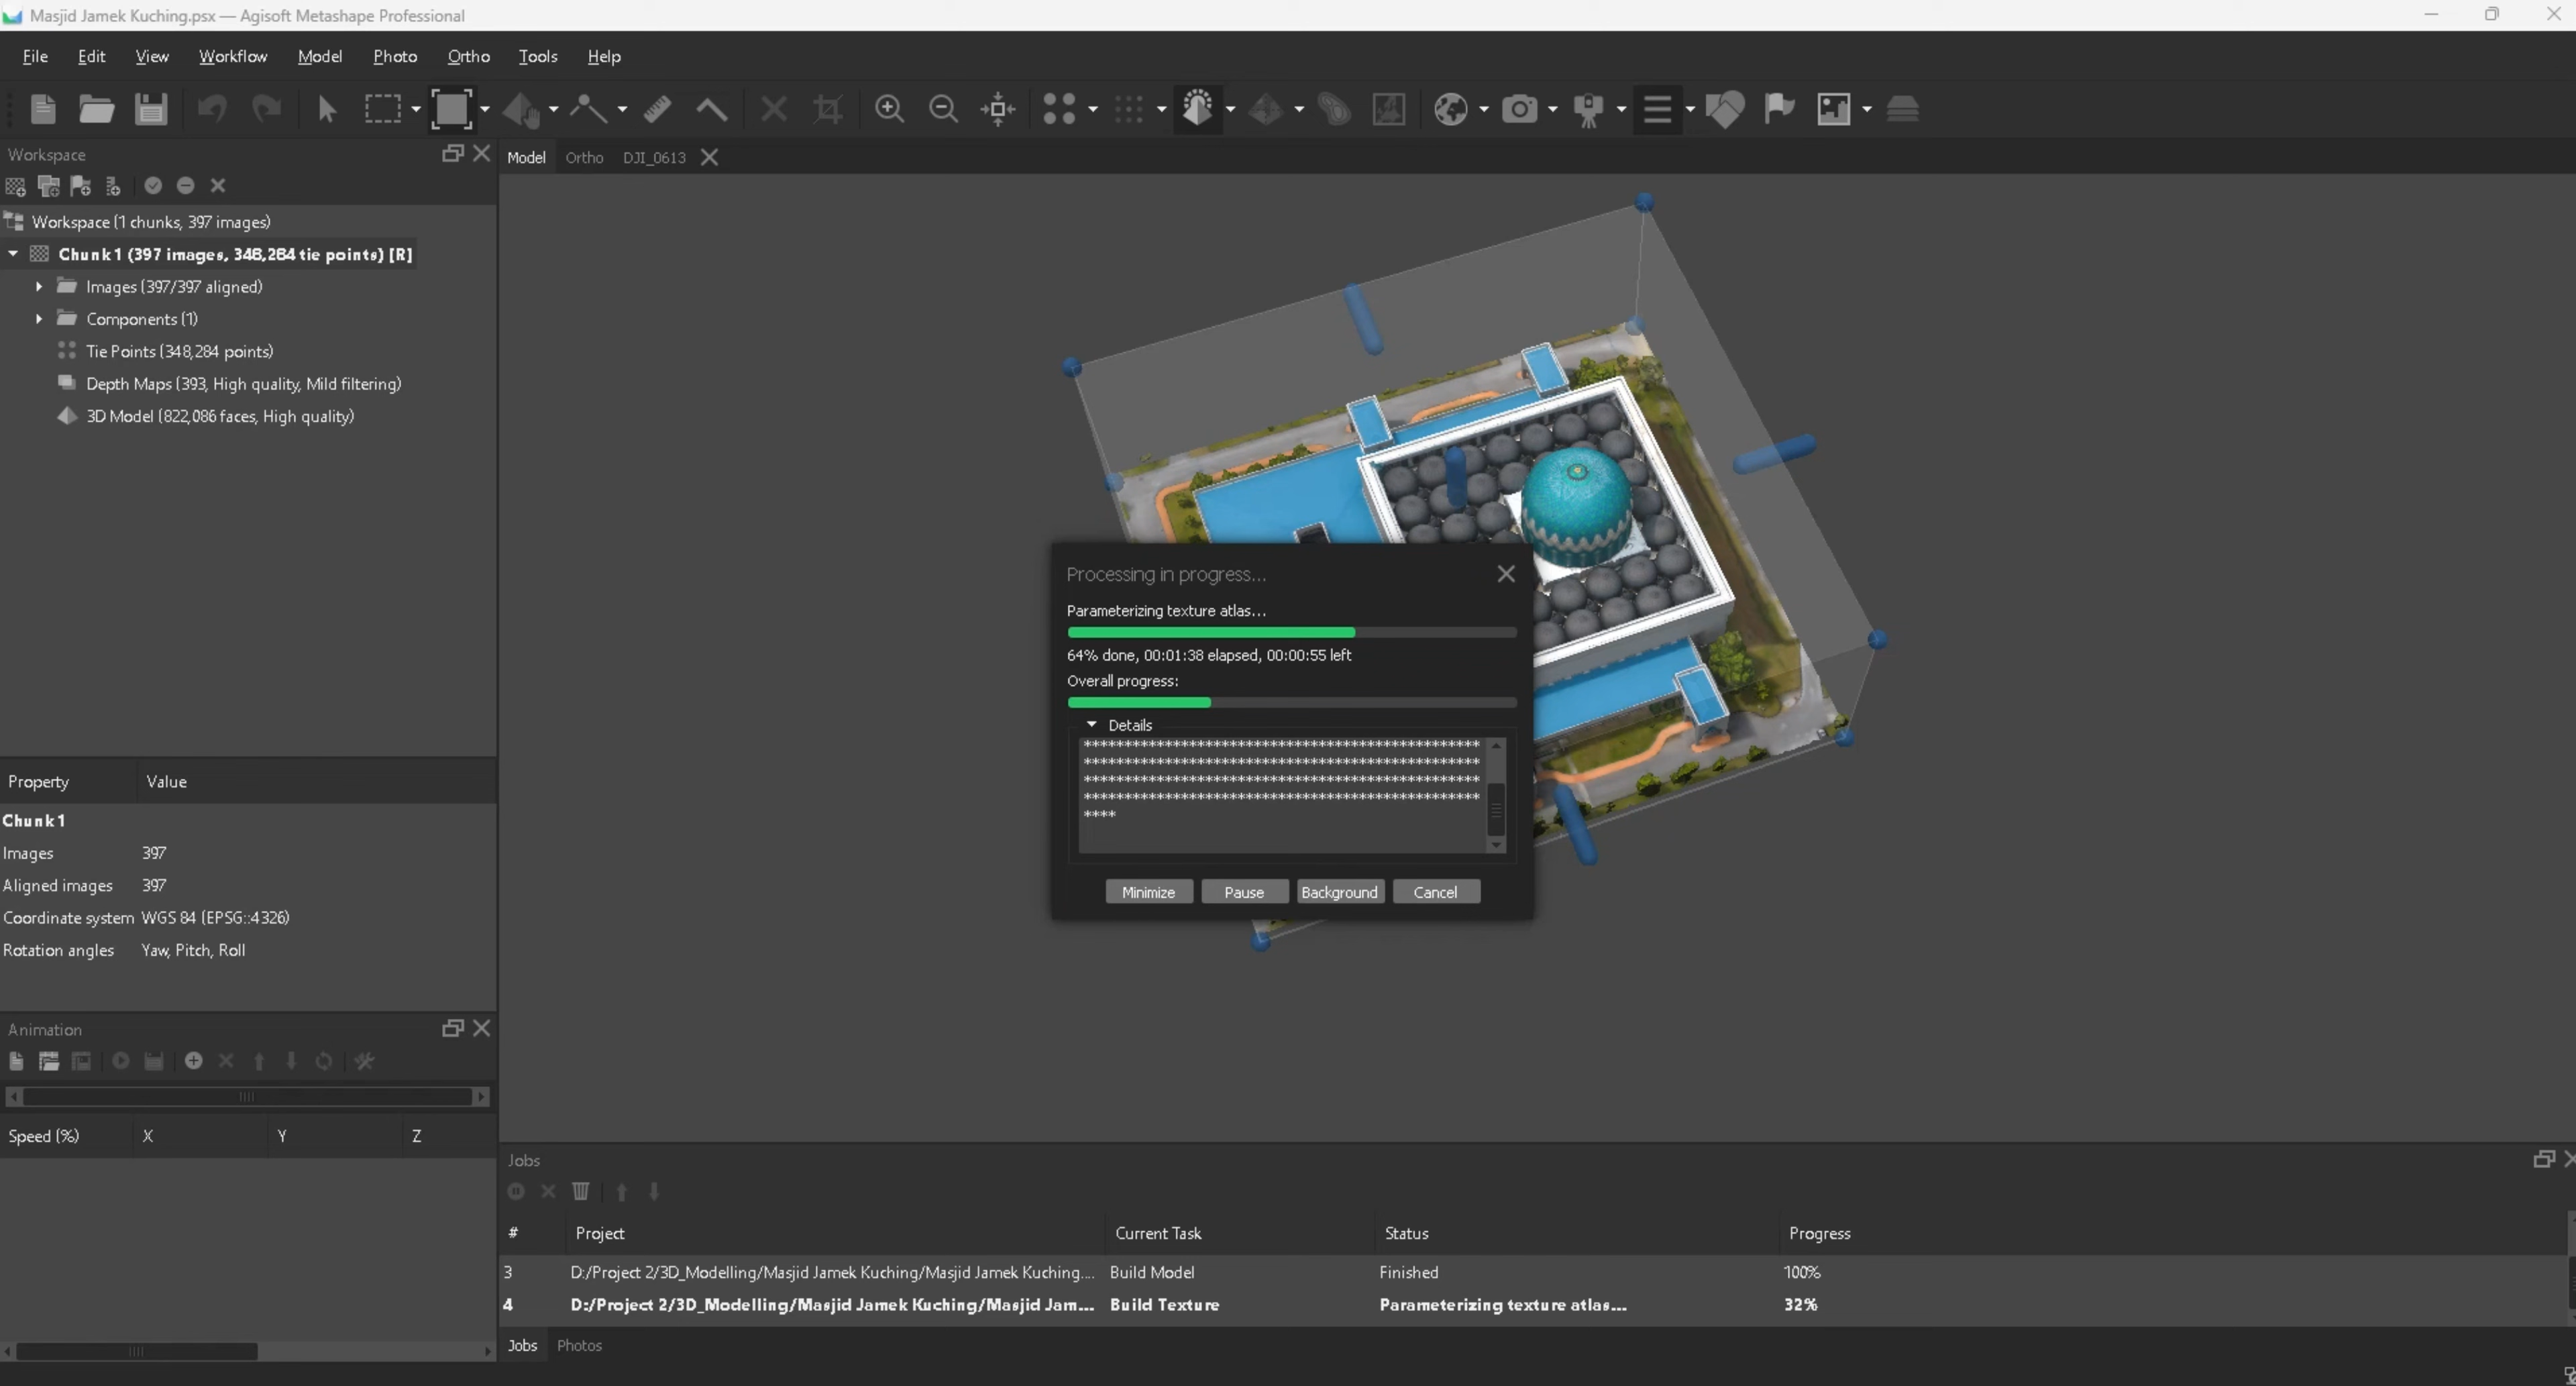 Masjid Jamek Kuching.psx — Agisoft Metashape Professional
File Edit View Workflow Model Photo Ortho Tools Help
Workspace
Model Ortho DJI_0613
Workspace (1 chunks, 397 images)
Chunk 1 (397 images, 348,284 tie points) [R]
Images (397/397 aligned)
Components (1)
Tie Points (348,284 points)
Depth Maps (393, High quality, Mild filtering)
3D Model (822,086 faces, High quality)
Processing in progress...
Parameterizing texture atlas...
64% done, 00:01:38 elapsed, 00:00:55 left
Overall progress:
Details
*************************************************
*************************************************
*************************************************
*************************************************
****
Minimize Pause Background Cancel
Property Value
Chunk 1
Images 397
Aligned images 397
Coordinate system WGS 84 (EPSG::4326)
Rotation angles Yaw, Pitch, Roll
Animation
Speed (%) X Y Z
Jobs
# Project Current Task Status Progress
3 D:/Project 2/3D_Modelling/Masjid Jamek Kuching/Masjid Jamek Kuching.... Build Model Finished 100%
4 D:/Project 2/3D_Modelling/Masjid Jamek Kuching/Masjid Jam... Build Texture Parameterizing texture atlas... 32%
Jobs Photos